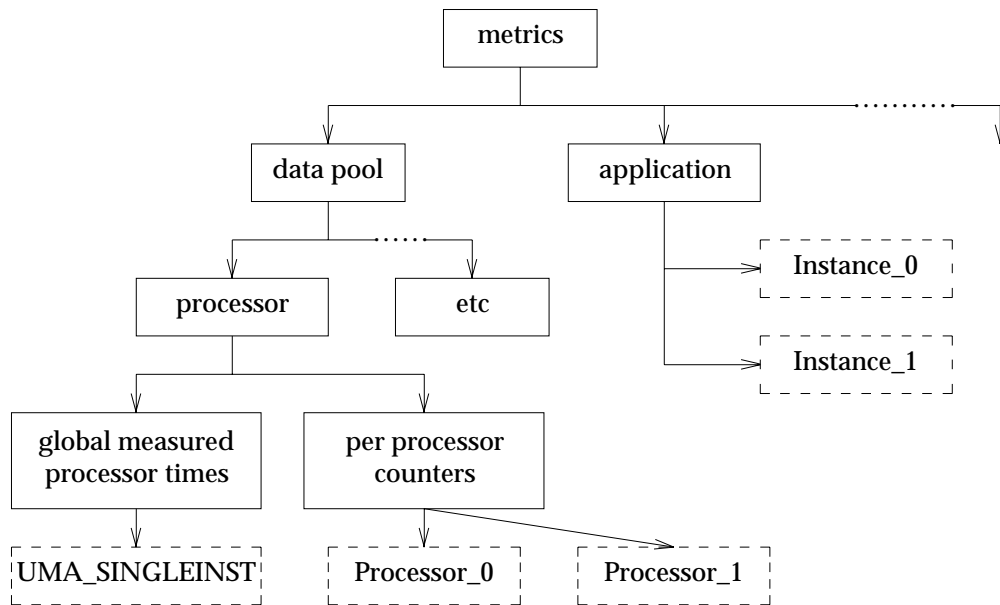 metrics
data pool
application
Instance_0
processor
etc
Instance_1
global measured
processor times
per processor
counters
UMA_SINGLEINST
Processor_0
Processor_1